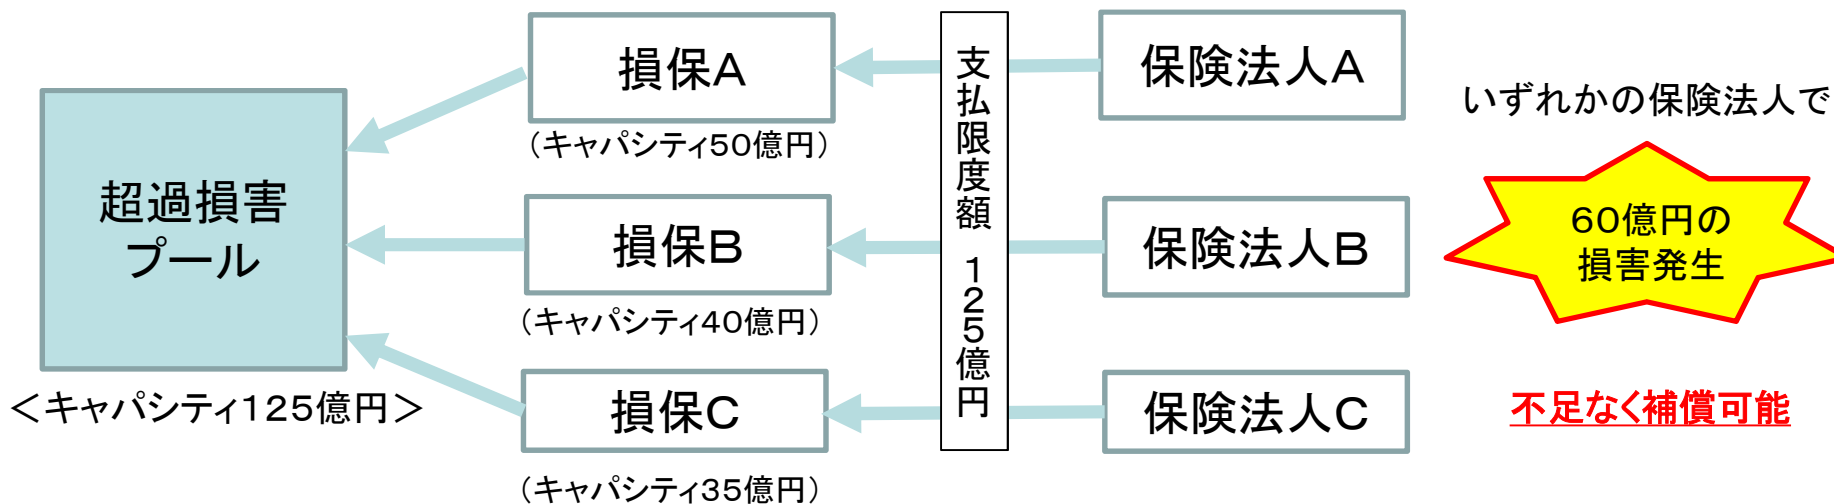 超過損害
プール
＜キャパシティ125億円＞
損保A
（キャパシティ50億円）
損保B
（キャパシティ40億円）
損保C
（キャパシティ35億円）
支払限度額 125億円
保険法人A
保険法人B
保険法人C
いずれかの保険法人で
60億円の
損害発生
不足なく補償可能